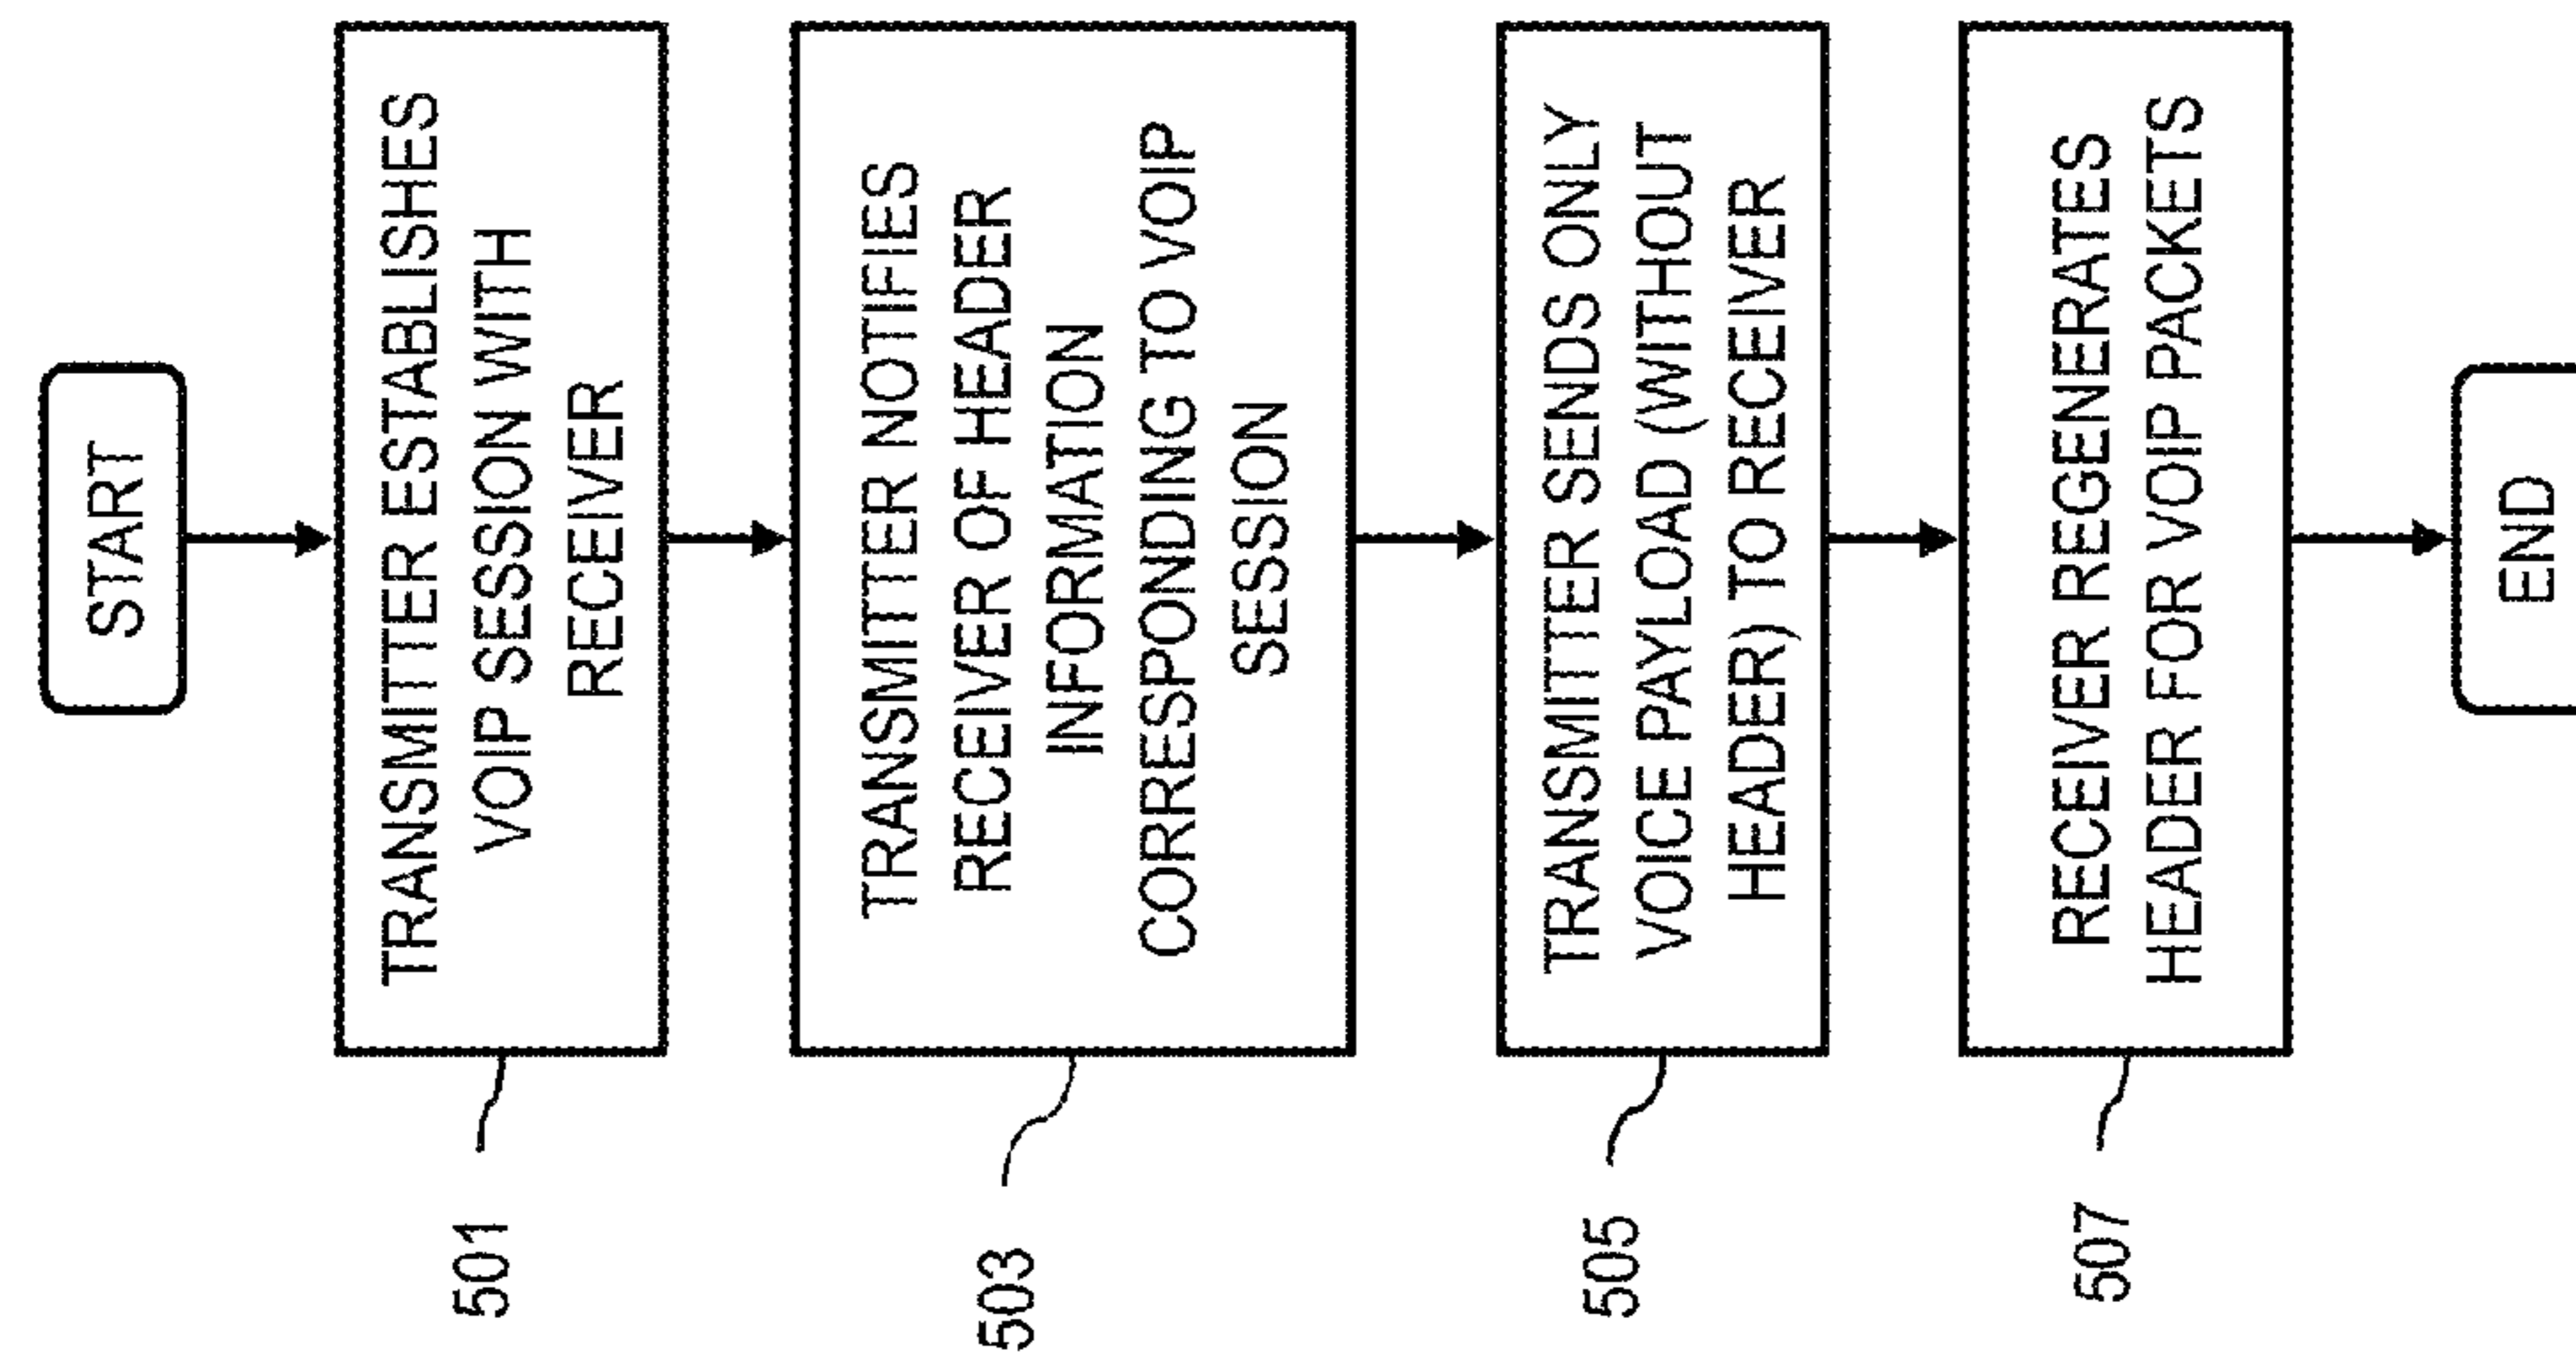 START
TRANSMITTER ESTABLISHES
VOIP SESSION WITH
RECEIVER
501
TRANSMITTER NOTIFIES
RECEIVER OF HEADER
INFORMATION
CORRESPONDING TO VOIP
SESSION
503
TRANSMITTER SENDS ONLY
VOICE PAYLOAD (WITHOUT
HEADER) TO RECEIVER
505
RECEIVER REGENERATES
HEADER FOR VOIP PACKETS
507
END